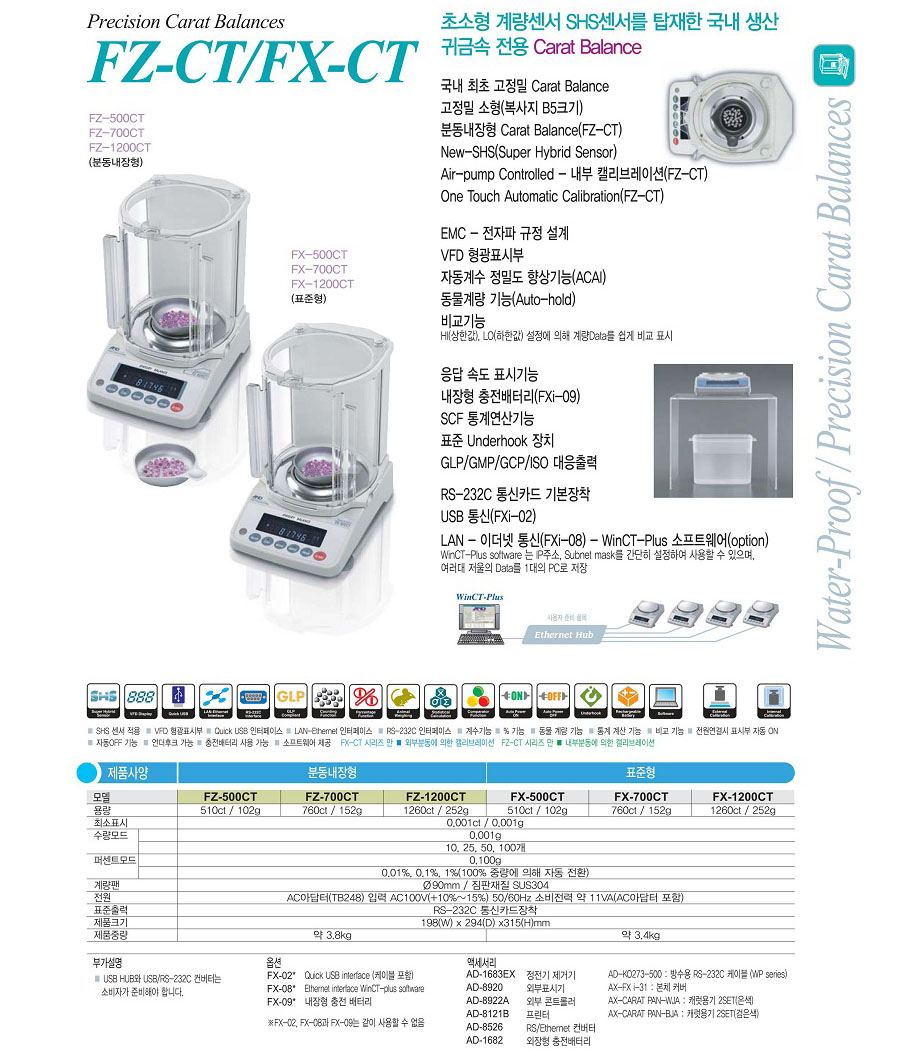 Precision Carat Balances
FZ-CT/FX-CT
FZ-500CT
FZ-700CT
FZ-1200CT
(분동내장형)
FX-500CT
FX-700CT
FX-1200CT
(표준형)
초소형 계량센서 SHS센서를 탑재한 국내 생산
귀금속 전용 Carat Balance
국내 최초 고정밀 Carat Balance
고정밀 소형(복사지 B5크기)
분동내장형 Carat Balance(FZ-CT)
New-SHS(Super Hybrid Sensor)
Air-pump Controlled - 내부 캘리브레이션(FZ-CT)
One Touch Automatic Calibration(FZ-CT)
EMC - 전자파 규정 설계
VFD 형광표시부
자동계수 정밀도 향상기능(ACAI)
동물계량 기능(Auto-hold)
비교기능
HI(상한값), LO(하한값) 설정에 의해 계량Data를 쉽게 비교 표시
응답 속도 표시기능
내장형 충전배터리(FXi-09)
SCF 통계연산기능
표준 Underhook 장치
GLP/GMP/GCP/ISO 대응출력
RS-232C 통신카드 기본장착
USB 통신(FXi-02)
LAN - 이더넷 통신(FXi-08) - WinCT-Plus 소프트웨어(option)
WinCT-Plus software 는 IP주소, Subnet mask를 간단히 설정하여 사용할 수 있으며,
여러대 저울의 Data를 1대의 PC로 저장
WinCT-Plus
사용자 준비 품목
Ethernet Hub
Water-Proof / Precision Carat Balances
81.746
81.746
SHS Super Hybrid Sensor
888 VFD Display
Quick USB
LAN-Ethernet Interface
RS-232C Interface
GLP GLP Compliant
Counting Function
Percentage Function
Animal Weighing
Statistical Calculation
Comparator Function
ON Auto Power ON
OFF Auto Power OFF
Underhook
Rechargeable Battery
Software
External Calibration
Internal Calibration
■ SHS 센서 적용 ■ VFD 형광표시부 ■ Quick USB 인터페이스 ■ LAN-Ethernet 인터페이스 ■ RS-232C 인터페이스 ■ 계수기능 ■ % 기능 ■ 동물 계량 기능 ■ 통계 계산 기능 ■ 비교 기능 ■ 전원연결시 표시부 자동 ON
■ 자동OFF 기능 ■ 언더후크 가능 ■ 충전배터리 사용 가능 ■ 소프트웨어 제공 FX-CT 시리즈 만 ■ 외부분동에 의한 캘리브레이션 FZ-CT 시리즈 만 ■ 내부분동에 의한 캘리브레이션
제품사양 분동내장형 표준형
모델 FZ-500CT FZ-700CT FZ-1200CT FX-500CT FX-700CT FX-1200CT
용량 510ct / 102g 760ct / 152g 1260ct / 252g 510ct / 102g 760ct / 152g 1260ct / 252g
최소표시 0.001ct / 0.001g
수량모드 0.001g
10, 25, 50, 100개
퍼센트모드 0.100g
0.01%, 0.1%, 1%(100% 중량에 의해 자동 전환)
계량팬 Ø90mm / 짐판재질 SUS304
전원 AC아답터(TB248) 입력 AC100V(+10%~15%) 50/60Hz 소비전력 약 11VA(AC아답터 포함)
표준출력 RS-232C 통신카드장착
제품크기 198(W) x 294(D) x315(H)mm
제품중량 약 3.8kg 약 3.4kg
부가설명
■ USB HUB와 USB/RS-232C 컨버터는
소비자가 준비해야 합니다.
옵션
FX-02* Quick USB interface (케이블 포함)
FX-08* Ethernet interface WinCT-plus software
FX-09* 내장형 충전 배터리
※FX-02, FX-08과 FX-09는 같이 사용할 수 없음
액세서리
AD-1683EX 정전기 제거기
AD-8920 외부표시기
AD-8922A 외부 콘트롤러
AD-8121B 프린터
AD-8526 RS/Ethernet 컨버터
AD-1682 외장형 충전배터리
AD-KO273-500 : 방수용 RS-232C 케이블 (WP series)
AX-FX i-31 : 본체 커버
AX-CARAT PAN-WJA : 캐럿용기 2SET(은색)
AX-CARAT PAN-BJA : 캐럿용기 2SET(검은색)